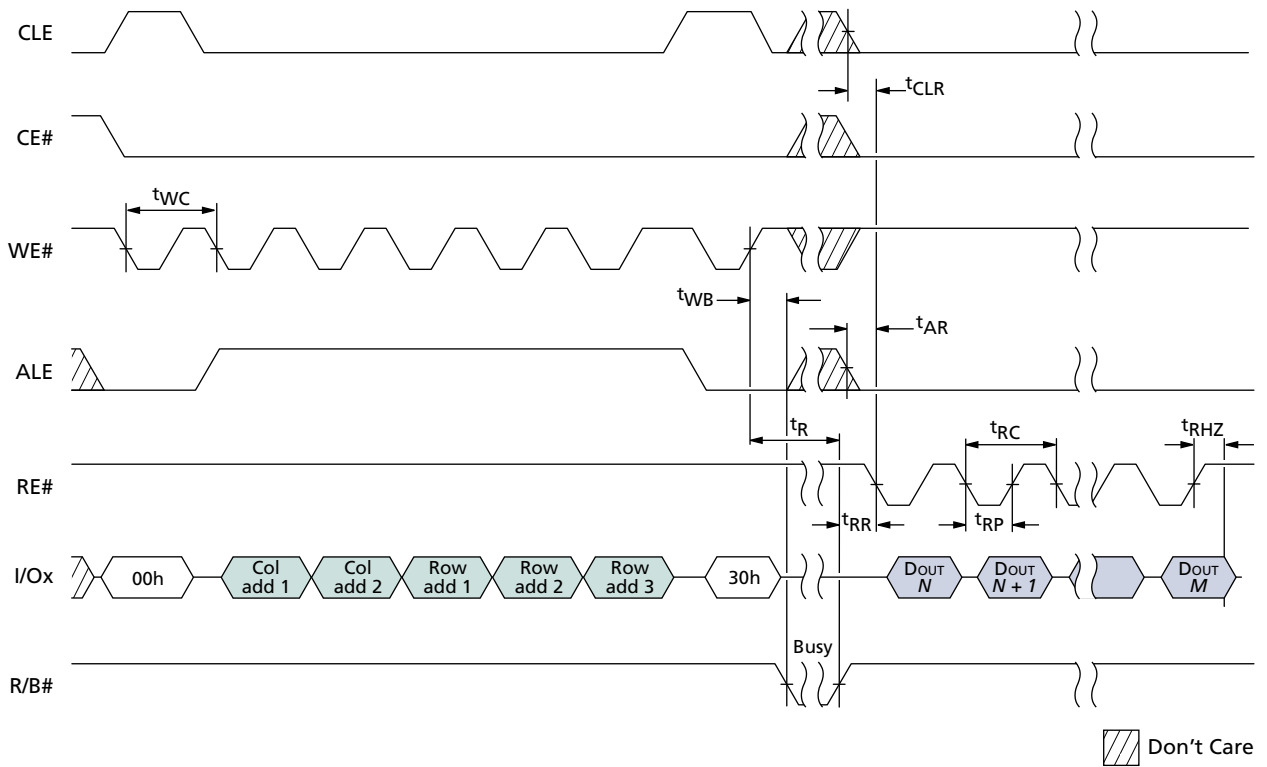 CLE
tCLR
CE#
tWC
WE#
tWB
tAR
ALE
tR
tRC
tRHZ
RE#
tRR
tRP
I/Ox
00h
Col
add 1
Col
add 2
Row
add 1
Row
add 2
Row
add 3
30h
DOUT
N
DOUT
N + 1
DOUT
M
Busy
R/B#
Don't Care